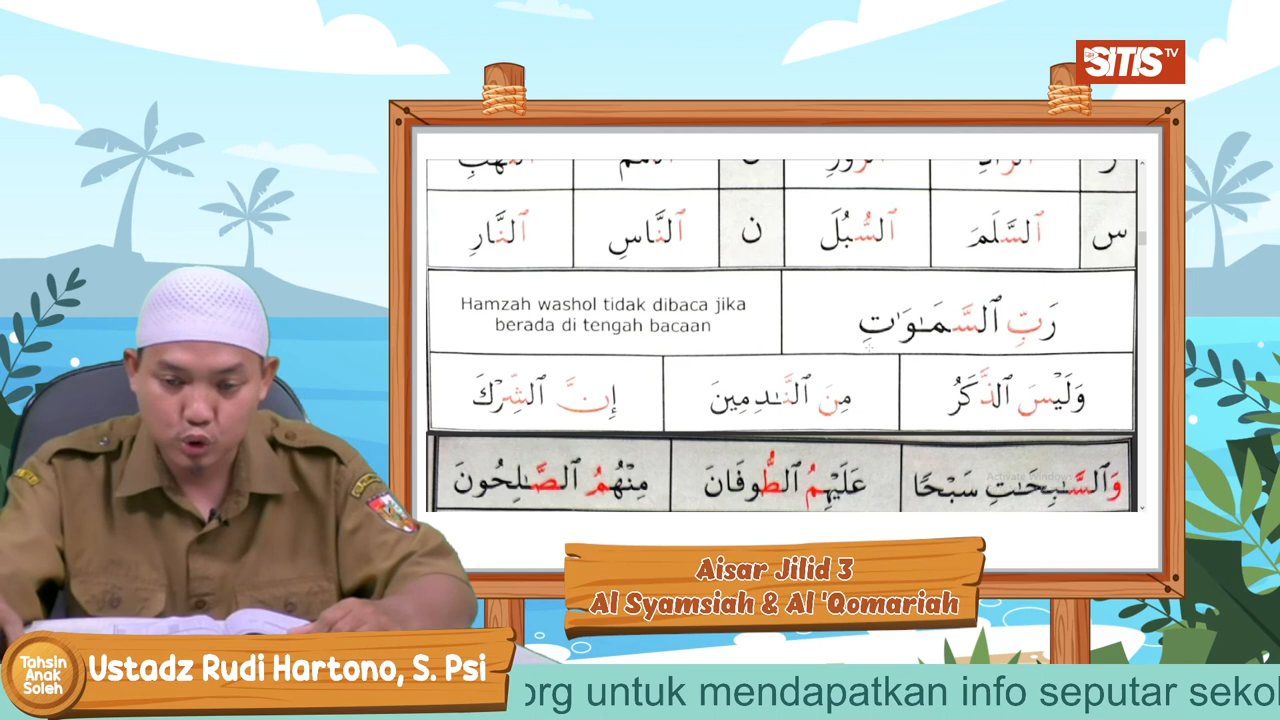 SITIS TV
س
ٱلسَّلَمَ
ٱلسُّبُلَ
ن
ٱلنَّاسِ
ٱلنَّارِ
رَبِّ ٱلسَّمَـٰوَٰتِ
Hamzah washol tidak dibaca jika
berada di tengah bacaan
وَلَيْسَ ٱلذَّكَرُ
مِنَ ٱلنَّـٰدِمِينَ
إِنَّ ٱلشِّرْكَ
وَٱلسَّـٰبِحَـٰتِ سَبْحًا
عَلَيْهِمُ ٱلطُّوفَانَ
مِنْهُمُ ٱلصَّـٰلِحُونَ
Activate Windows
Aisar Jilid 3
Al Syamsiah & Al 'Qomariah
Tahsin
Anak
Soleh
Ustadz Rudi Hartono, S. Psi
org untuk mendapatkan info seputar sekol